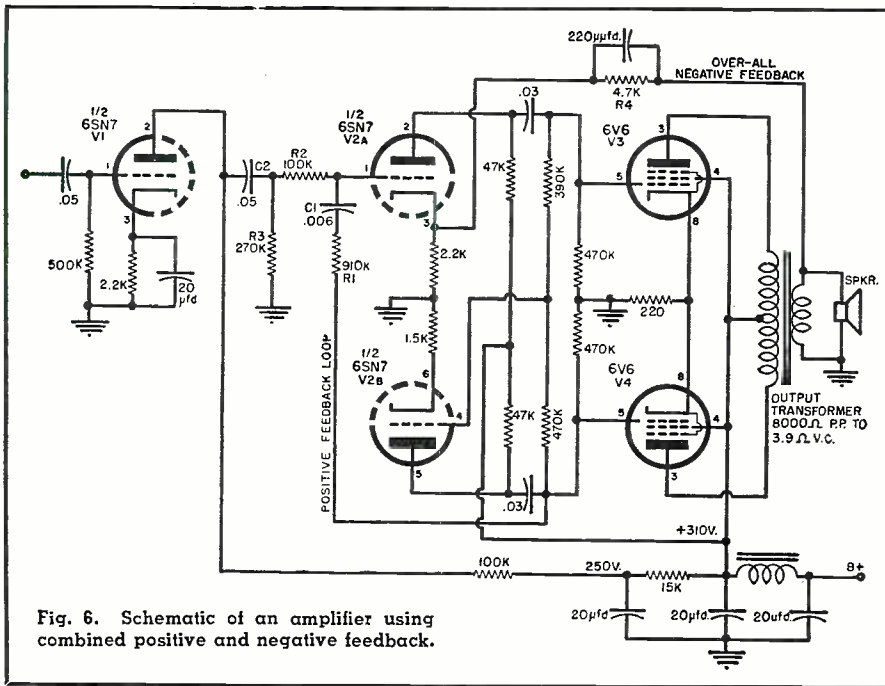 220μμfd.
OVER-ALL
NEGATIVE FEEDBACK
4.7K
R4
1/2
6SN7
V1
2
1
3
.05
500K
2.2K
20
μfd
C2
.05
R2
100K
R3
270K
C1
.006
910K
R1
POSITIVE FEEDBACK LOOP
1/2
6SN7
V2A
2
1
3
2.2K
1.5K
1/2
6SN7
V2B
6
4
5
.03
47K
390K
47K
470K
.03
470K
470K
220
6V6
V3
3
5
4
8
6V6
V4
8
5
4
3
SPKR.
OUTPUT
TRANSFORMER
8000Ω P.P. TO
3.9Ω V.C.
+310V.
100K
250V.
15K
B+
20μfd
20μfd.
20ufd.
Fig. 6. Schematic of an amplifier using
combined positive and negative feedback.